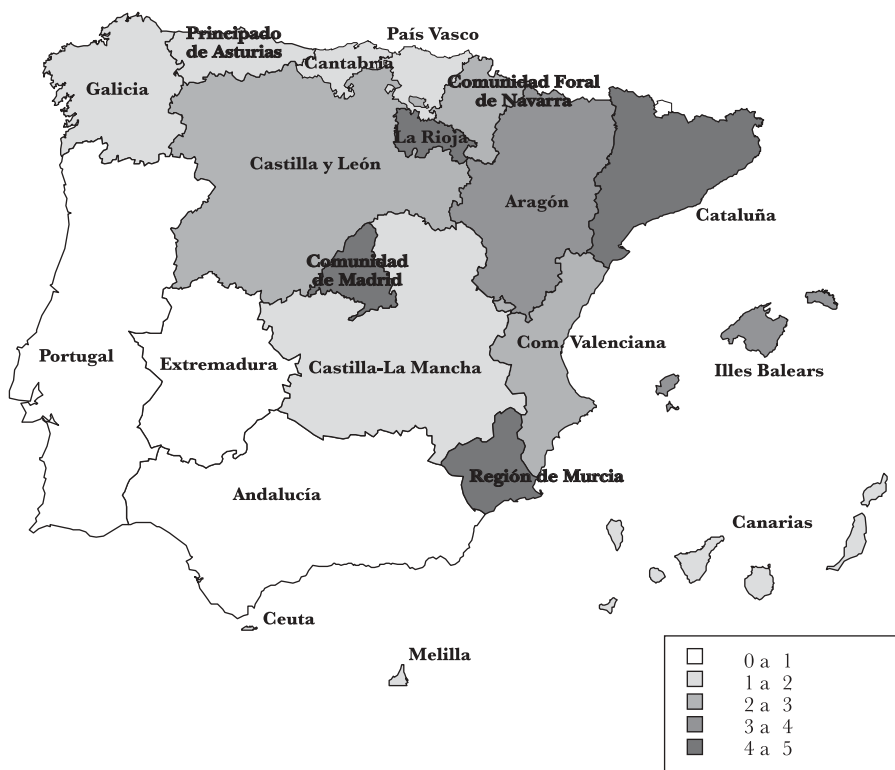 País Vasco
Principado
de Asturias
Cantabria
Galicia
Comunidad Foral
de Navarra
La Rioja
Castilla y León
Aragón
Cataluña
Comunidad
de Madrid
Com. Valenciana
Portugal
Extremadura
Castilla-La Mancha
Illes Balears
Región de Murcia
Andalucía
Canarias
Ceuta
Melilla
0 a 1
1 a 2
2 a 3
3 a 4
4 a 5